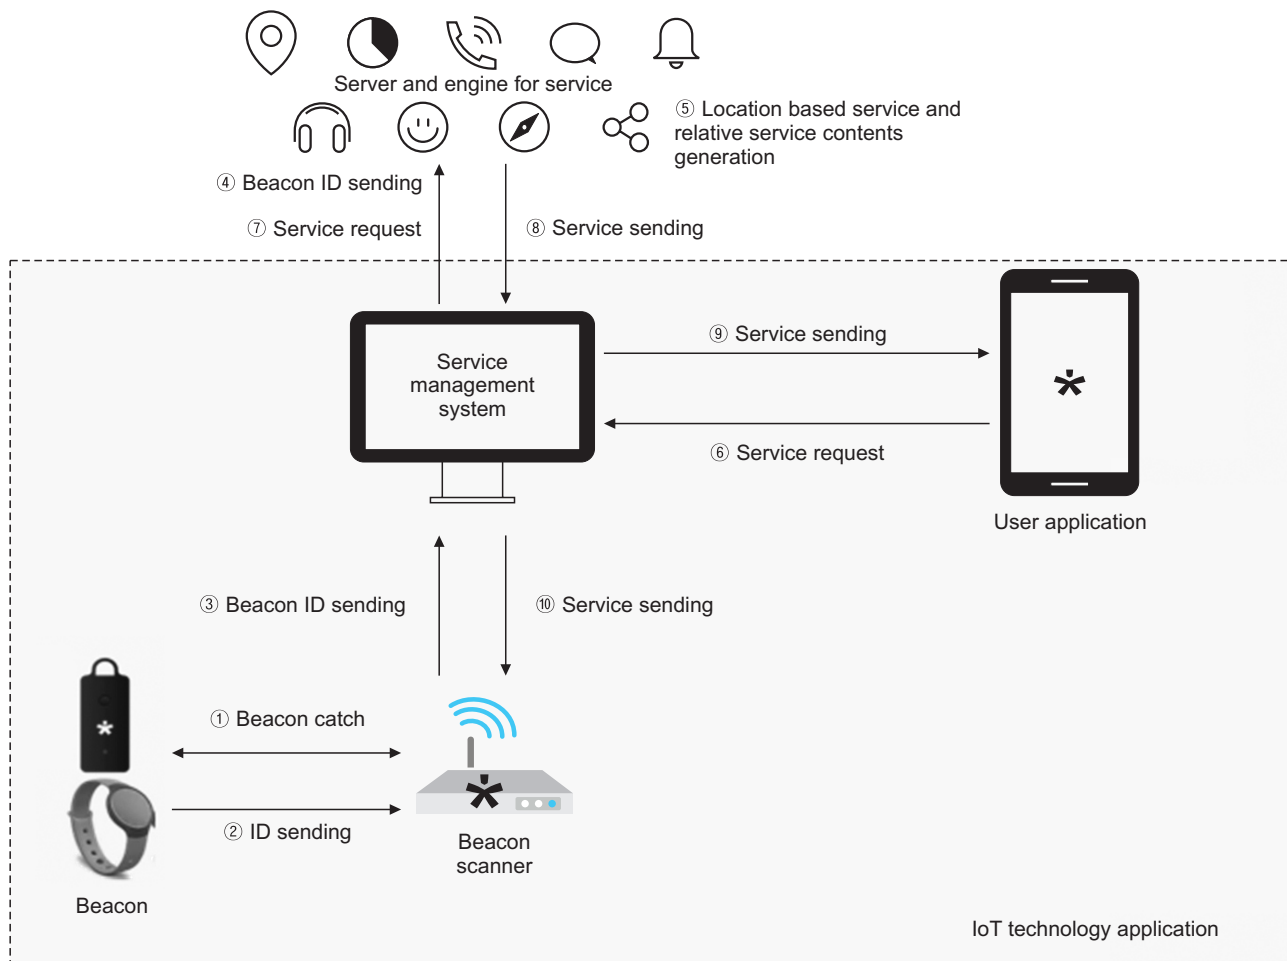 Server and engine for service
⑤ Location based service and
relative service contents
generation
④ Beacon ID sending
⑦ Service request
⑧ Service sending
Service
management
system
⑨ Service sending
⑥ Service request
User application
③ Beacon ID sending
⑩ Service sending
① Beacon catch
② ID sending
Beacon
scanner
Beacon
IoT technology application